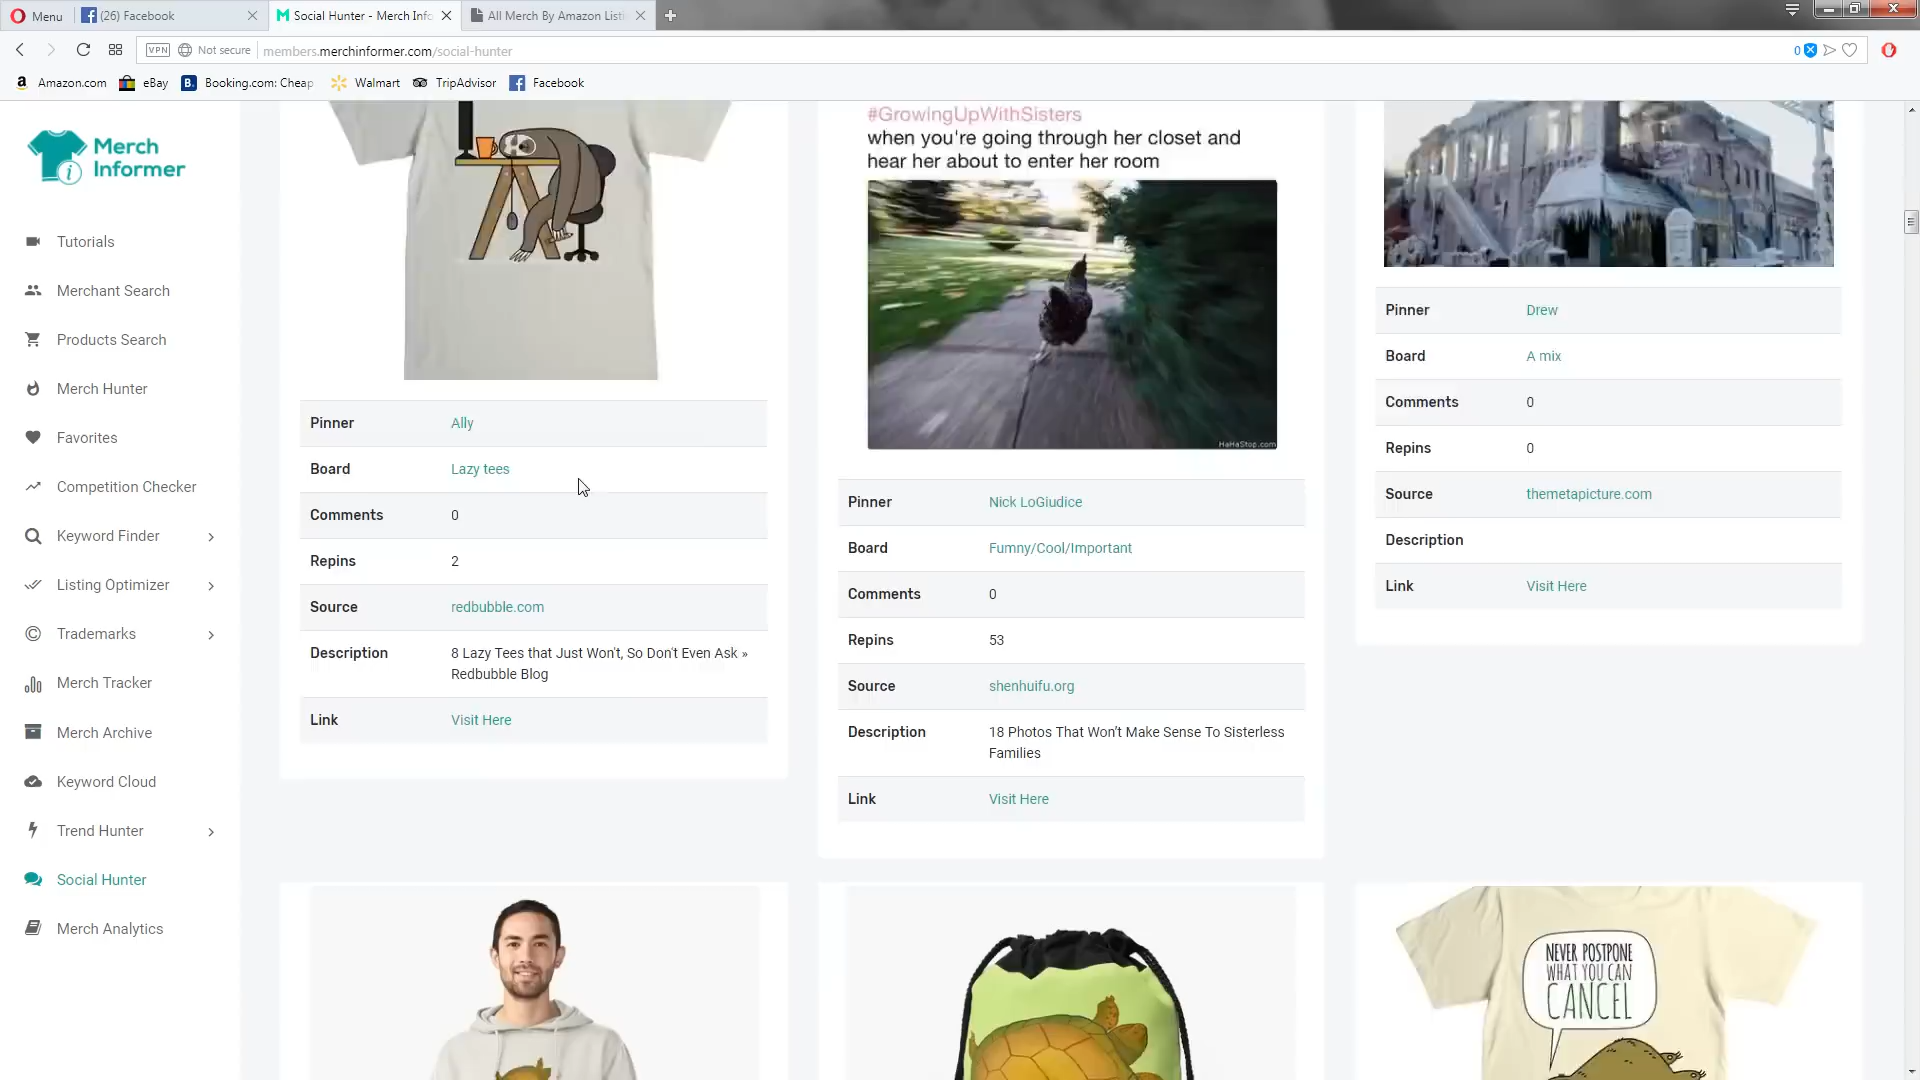 Menu
(26) Facebook
Social Hunter - Merch Info
All Merch By Amazon Listi
VPN
Not secure
members.merchinformer.com/social-hunter
0
Amazon.com
eBay
Booking.com: Cheap
Walmart
TripAdvisor
Facebook
Merch
Informer
Tutorials
Merchant Search
Products Search
Merch Hunter
Favorites
Competition Checker
Keyword Finder
Listing Optimizer
Trademarks
Merch Tracker
Merch Archive
Keyword Cloud
Trend Hunter
Social Hunter
Merch Analytics
Pinner Ally
Board Lazy tees
Comments 0
Repins 2
Source redbubble.com
Description 8 Lazy Tees that Just Won't, So Don't Even Ask »
Redbubble Blog
Link Visit Here
#GrowingUpWithSisters
when you're going through her closet and
hear her about to enter her room
HaHaStop.com
Pinner Nick LoGiudice
Board Fumny/Cool/Important
Comments 0
Repins 53
Source shenhuifu.org
Description 18 Photos That Won't Make Sense To Sisterless
Families
Link Visit Here
Pinner Drew
Board A mix
Comments 0
Repins 0
Source themetapicture.com
Description
Link Visit Here
NEVER POSTPONE
WHAT YOU CAN
CANCEL